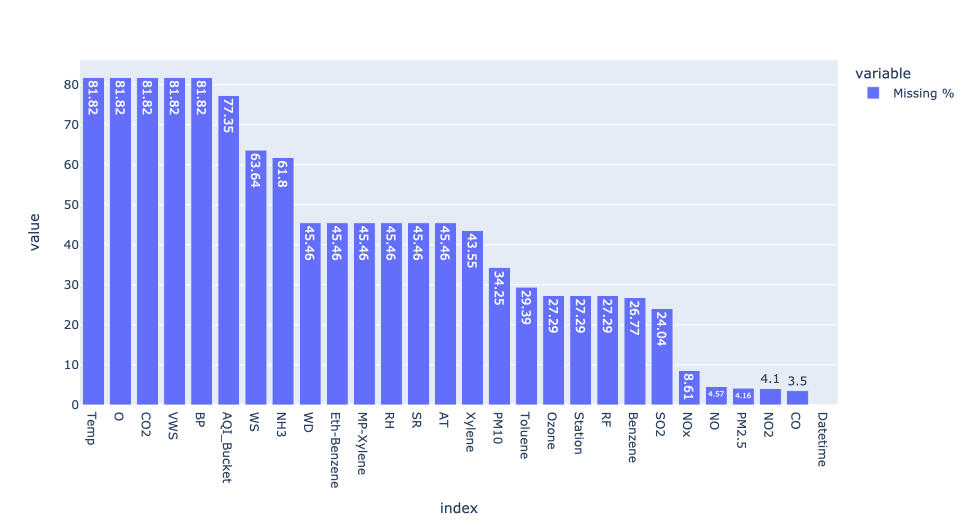 variable
Missing %
value
80
70
60
50
40
30
20
10
0
81.82
81.82
81.82
81.82
81.82
77.35
63.64
61.8
45.46
45.46
45.46
45.46
45.46
45.46
43.55
34.25
29.39
27.29
27.29
27.29
26.77
24.04
8.61
4.57
4.16
4.1
3.5
Temp
O
CO2
VWS
BP
AQI_Bucket
WS
NH3
WD
Eth-Benzene
MP-Xylene
RH
SR
AT
Xylene
PM10
Toluene
Ozone
Station
RF
Benzene
SO2
NOx
NO
PM2.5
NO2
CO
Datetime
index